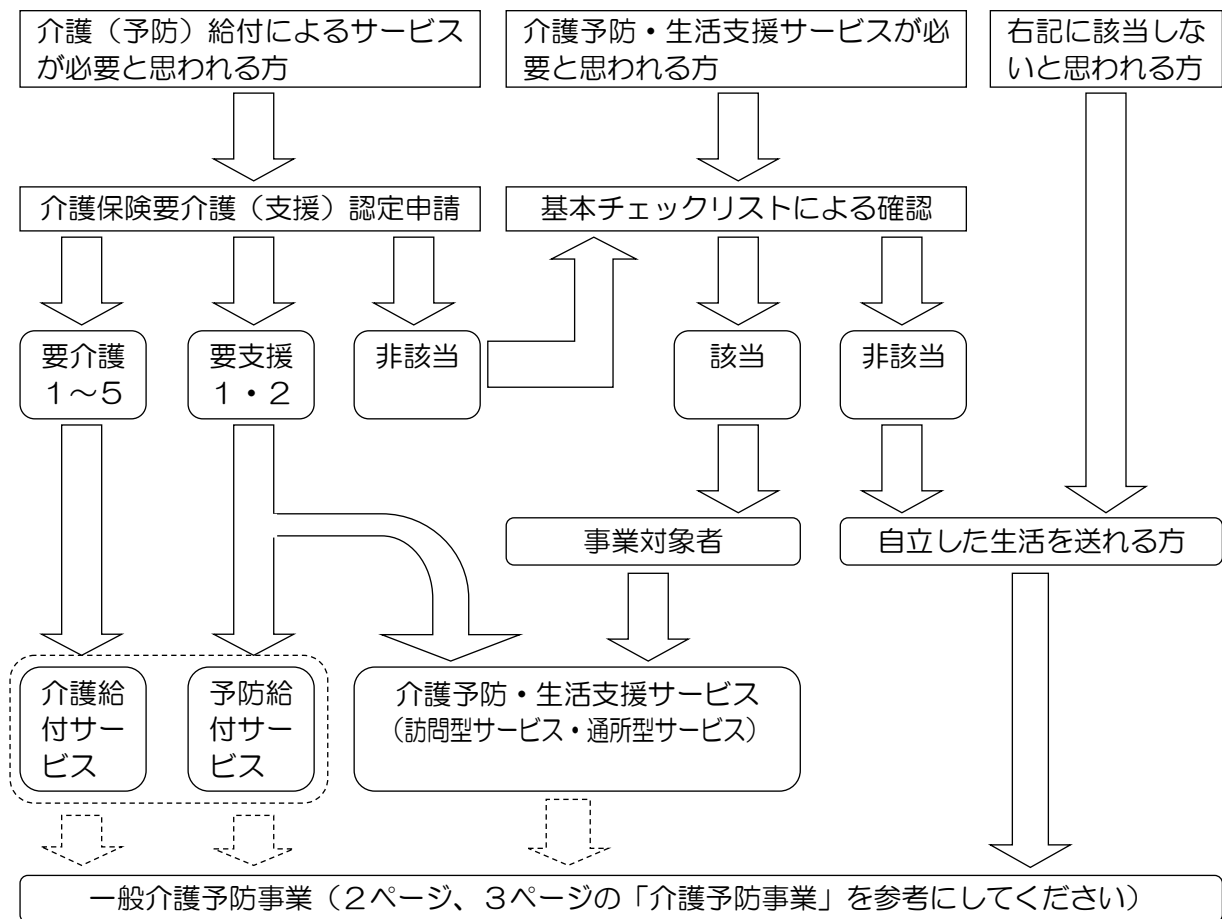 介護（予防）給付によるサービス
が必要と思われる方
介護予防・生活支援サービスが必
要と思われる方
右記に該当しな
いと思われる方
介護保険要介護（支援）認定申請
基本チェックリストによる確認
要介護
１～５
要支援
１・２
非該当
該当
非該当
事業対象者
自立した生活を送れる方
介護給
付サー
ビス
予防給
付サー
ビス
介護予防・生活支援サービス
（訪問型サービス・通所型サービス）
一般介護予防事業（２ページ、３ページの「介護予防事業」を参考にしてください）